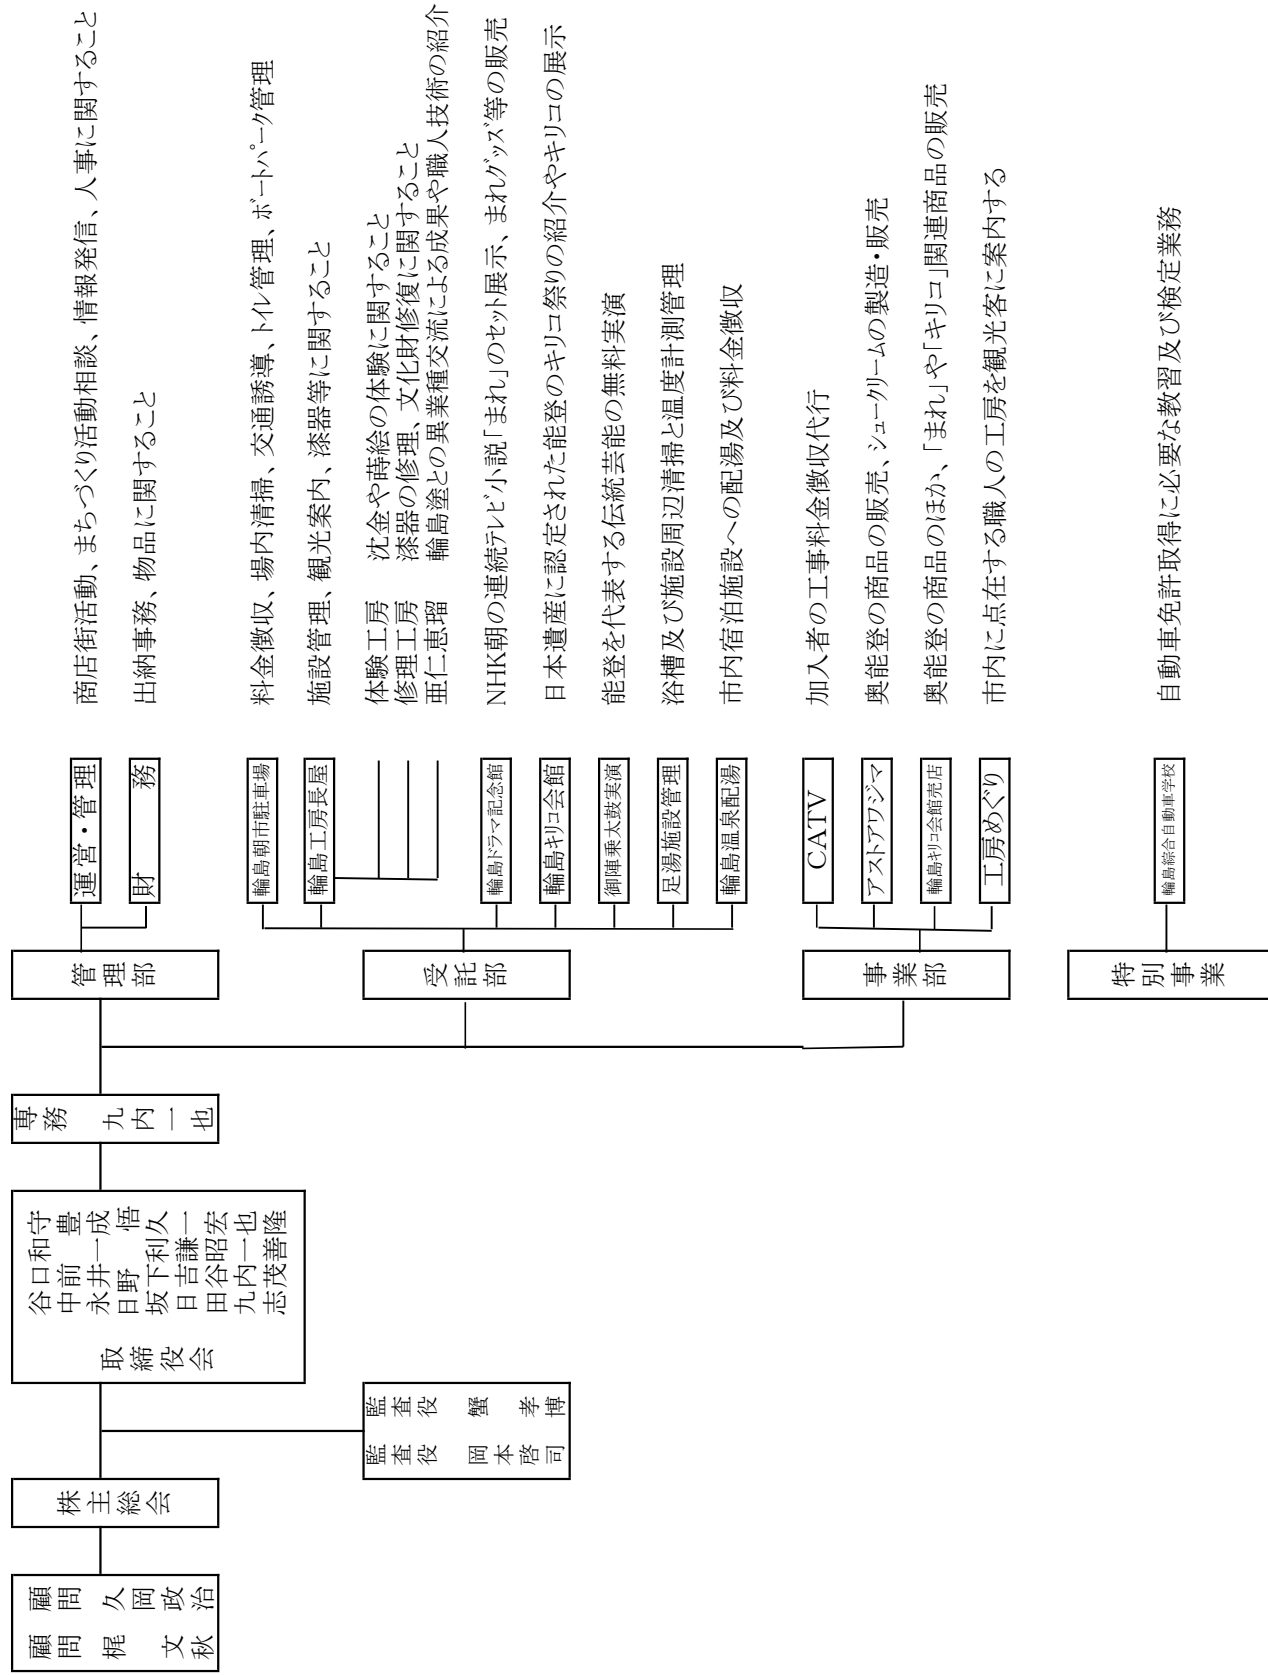 顧問 梶 文秋
顧問 久岡政治
株主総会
監査役 岡本啓司
監査役 蟹 孝博
取締役会
谷口和守
中前 豊
永井一成
日野 悟
坂下利久
日吉謙一
田谷昭宏
九内一也
志茂善隆
専務 九内一也
管理部
運営・管理 商店街活動、まちづくり活動相談、情報発信、人事に関すること
財 務 出納事務、物品に関すること
受託部
輪島朝市駐車場 料金徴収、場内清掃、交通誘導、トイレ管理、ボートパーク管理
輪島工房長屋 施設管理、観光案内、漆器等に関すること
体験工房 沈金や蒔絵の体験に関すること
修理工房 漆器の修理、文化財修復に関すること
亜仁恵瑠 輪島塗との異業種交流による成果や職人技術の紹介
輪島ドラマ記念館 NHK朝の連続テレビ小説「まれ」のセット展示、まれグッズ等の販売
輪島キリコ会館 日本遺産に認定された能登のキリコ祭りの紹介やキリコの展示
御陣乗太鼓実演 能登を代表する伝統芸能の無料実演
足湯施設管理 浴槽及び施設周辺清掃と温度計測管理
輪島温泉配湯 市内宿泊施設への配湯及び料金徴収
事業部
CATV 加入者の工事料金徴収代行
アストアワジマ 奥能登の商品の販売、シュークリームの製造・販売
輪島キリコ会館売店 奥能登の商品のほか、「まれ」や「キリコ」関連商品の販売
工房めぐり 市内に点在する職人の工房を観光客に案内する
特別事業
輪島綜合自動車学校 自動車免許取得に必要な教習及び検定業務